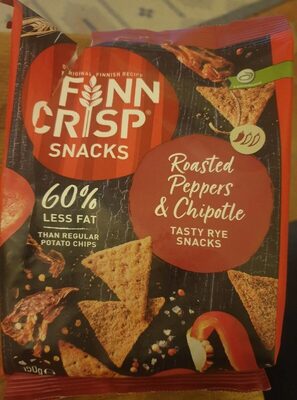 ORIGINAL FINNISH RECIPE
FINN
CRISP®
SNACKS
60%
LESS FAT
THAN REGULAR
POTATO CHIPS
Roasted
Peppers
& Chipotle
TASTY RYE
SNACKS
150g